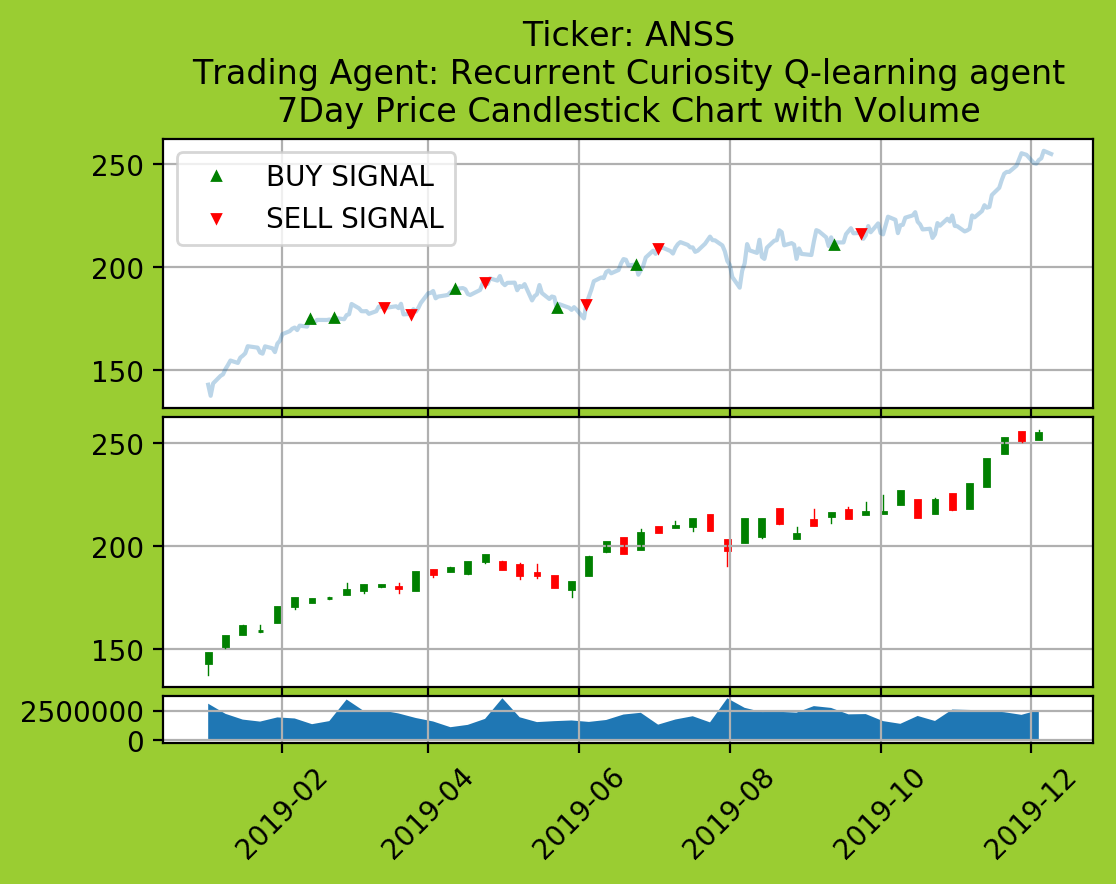 Ticker: ANSS
Trading Agent: Recurrent Curiosity Q-learning agent
7Day Price Candlestick Chart with Volume
250
200
150
BUY SIGNAL
SELL SIGNAL
250
200
150
2500000
0
2019-02
2019-04
2019-06
2019-08
2019-10
2019-12